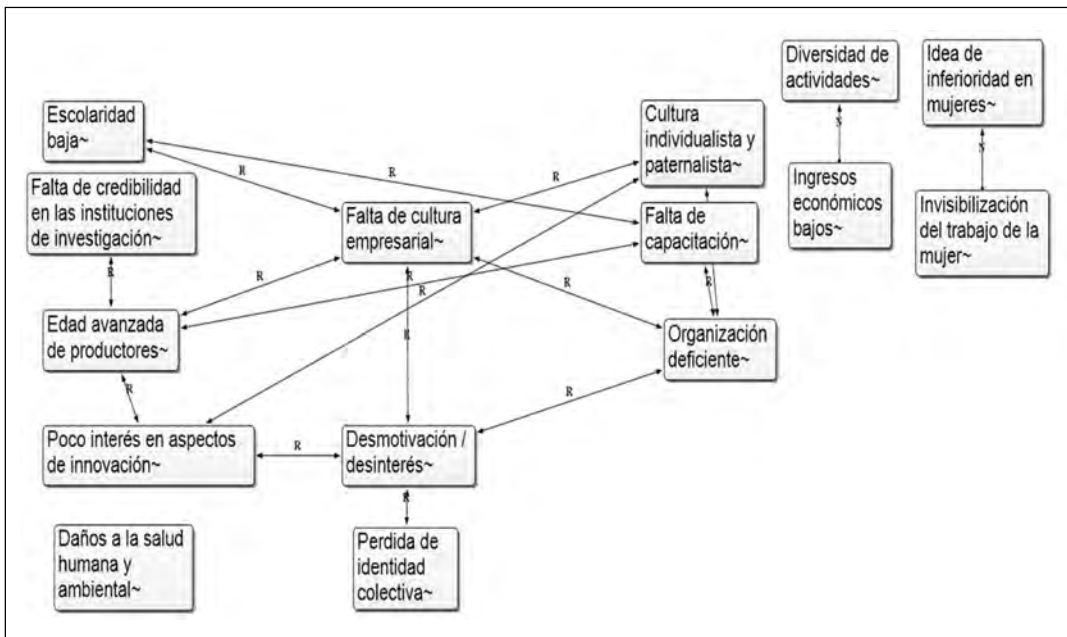 Diversidad de
actividades~
Idea de
inferioridad en
mujeres~
Escolaridad
baja~
Cultura
individualista y
paternalista~
N
N
R
R
R
Falta de credibilidad
en las instituciones
de investigación~
Falta de cultura
empresarial~
Falta de
capacitación~
Ingresos
económicos
bajos~
Invisibilización
del trabajo de la
mujer~
R
R
R
R
R
R
R
Edad avanzada
de productores~
R
Organización
deficiente~
R
R
Poco interés en aspectos
de innovación~
R
Desmotivación /
desinterés~
R
Daños a la salud
humana y
ambiental~
Perdida de
identidad
colectiva~